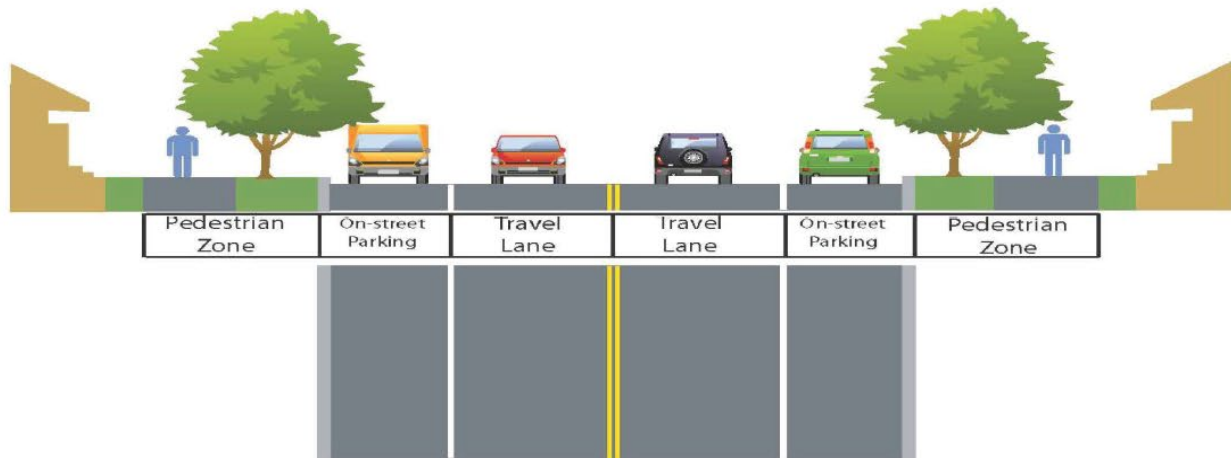 Pedestrian
Zone
On-street
Parking
Travel
Lane
Travel
Lane
On-street
Parking
Pedestrian
Zone